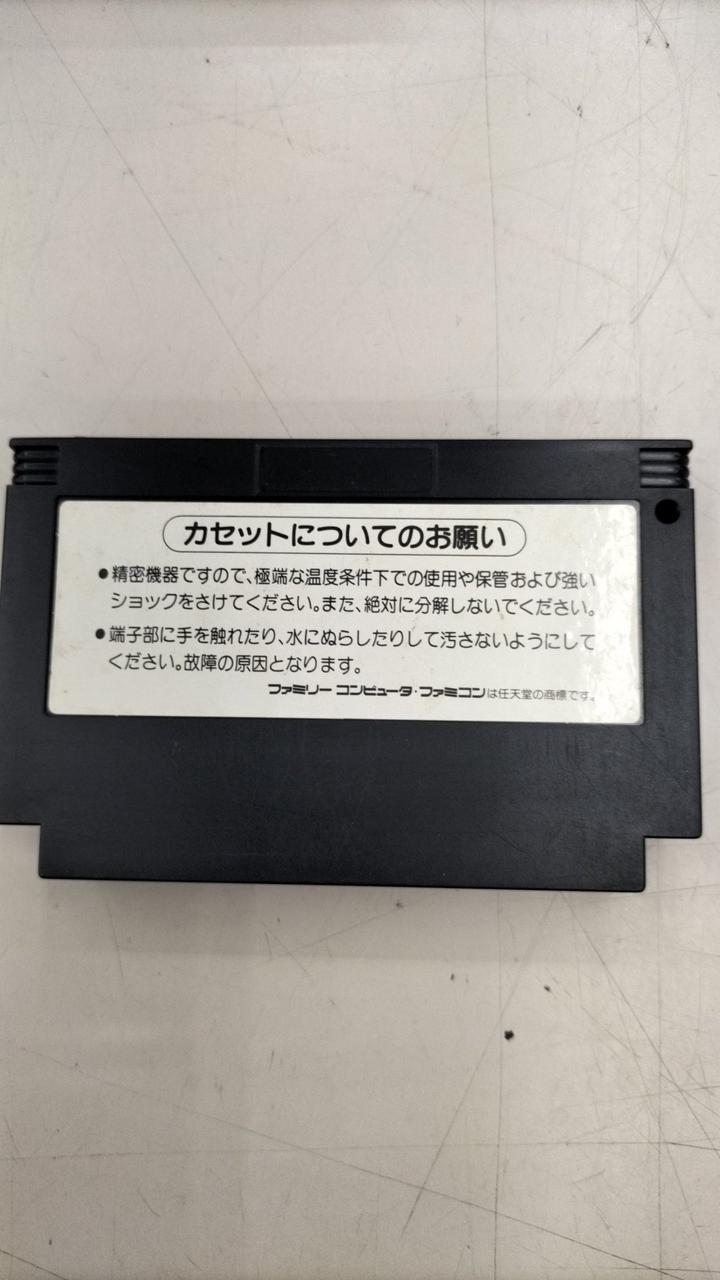 カセットについてのお願い
●精密機器ですので、極端な温度条件下での使用や保管および強い
ショックをさけてください。また、絶対に分解しないでください。
●端子部に手を触れたり、水にぬらしたりして汚さないようにして
ください。故障の原因となります。
ファミリー コンピュータ・ファミコンは任天堂の商標です。